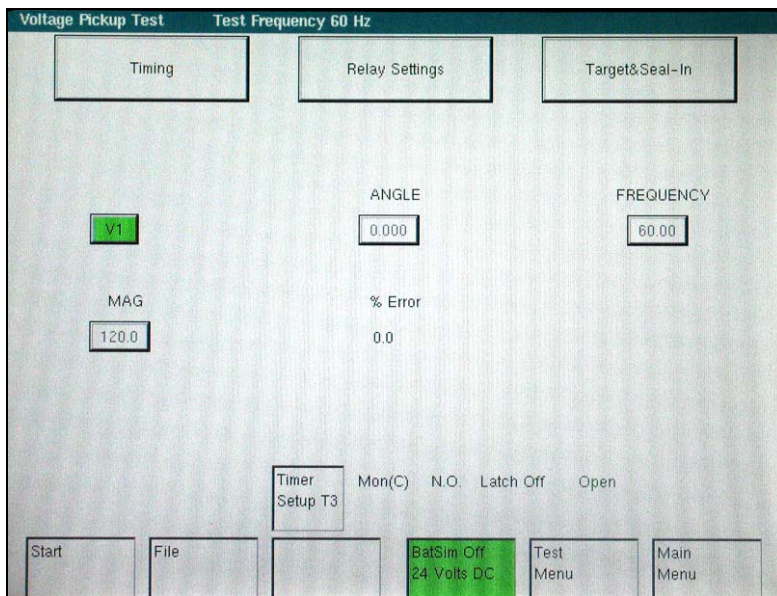 Voltage Pickup Test Test Frequency 60 Hz
Timing
Relay Settings
Target&Seal-In
ANGLE
FREQUENCY
V1
0.000
60.00
MAG
% Error
120.0
0.0
Timer
Setup T3
Mon(C) N.O. Latch Off Open
Start
File
BatSim Off
24 Volts DC
Test
Menu
Main
Menu